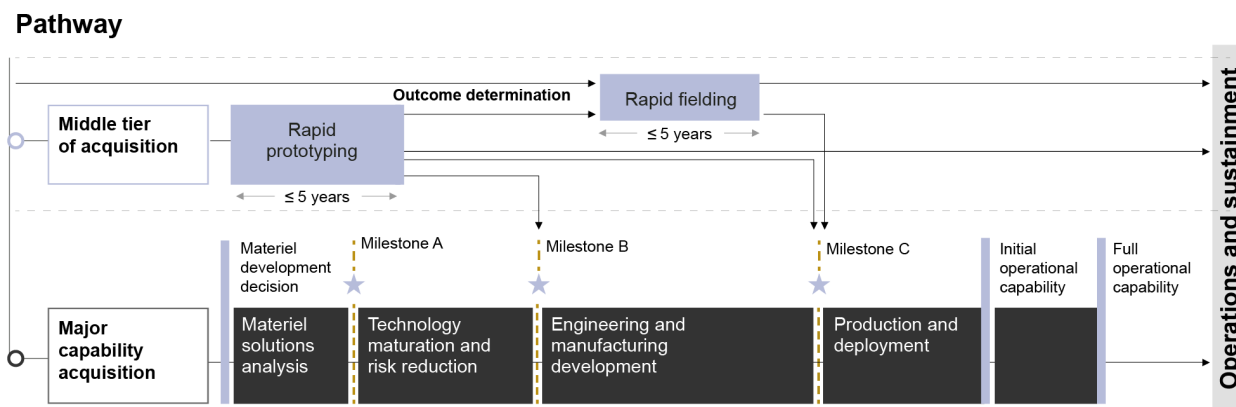 Pathway
Outcome determination
Rapid fielding
≤ 5 years
Middle tier
of acquisition
Rapid
prototyping
≤ 5 years
Operations and sustainment
Materiel
development
decision
Milestone A
Milestone B
Milestone C
Initial
operational
capability
Full
operational
capability
Major
capability
acquisition
Materiel
solutions
analysis
Technology
maturation and
risk reduction
Engineering and
manufacturing
development
Production and
deployment